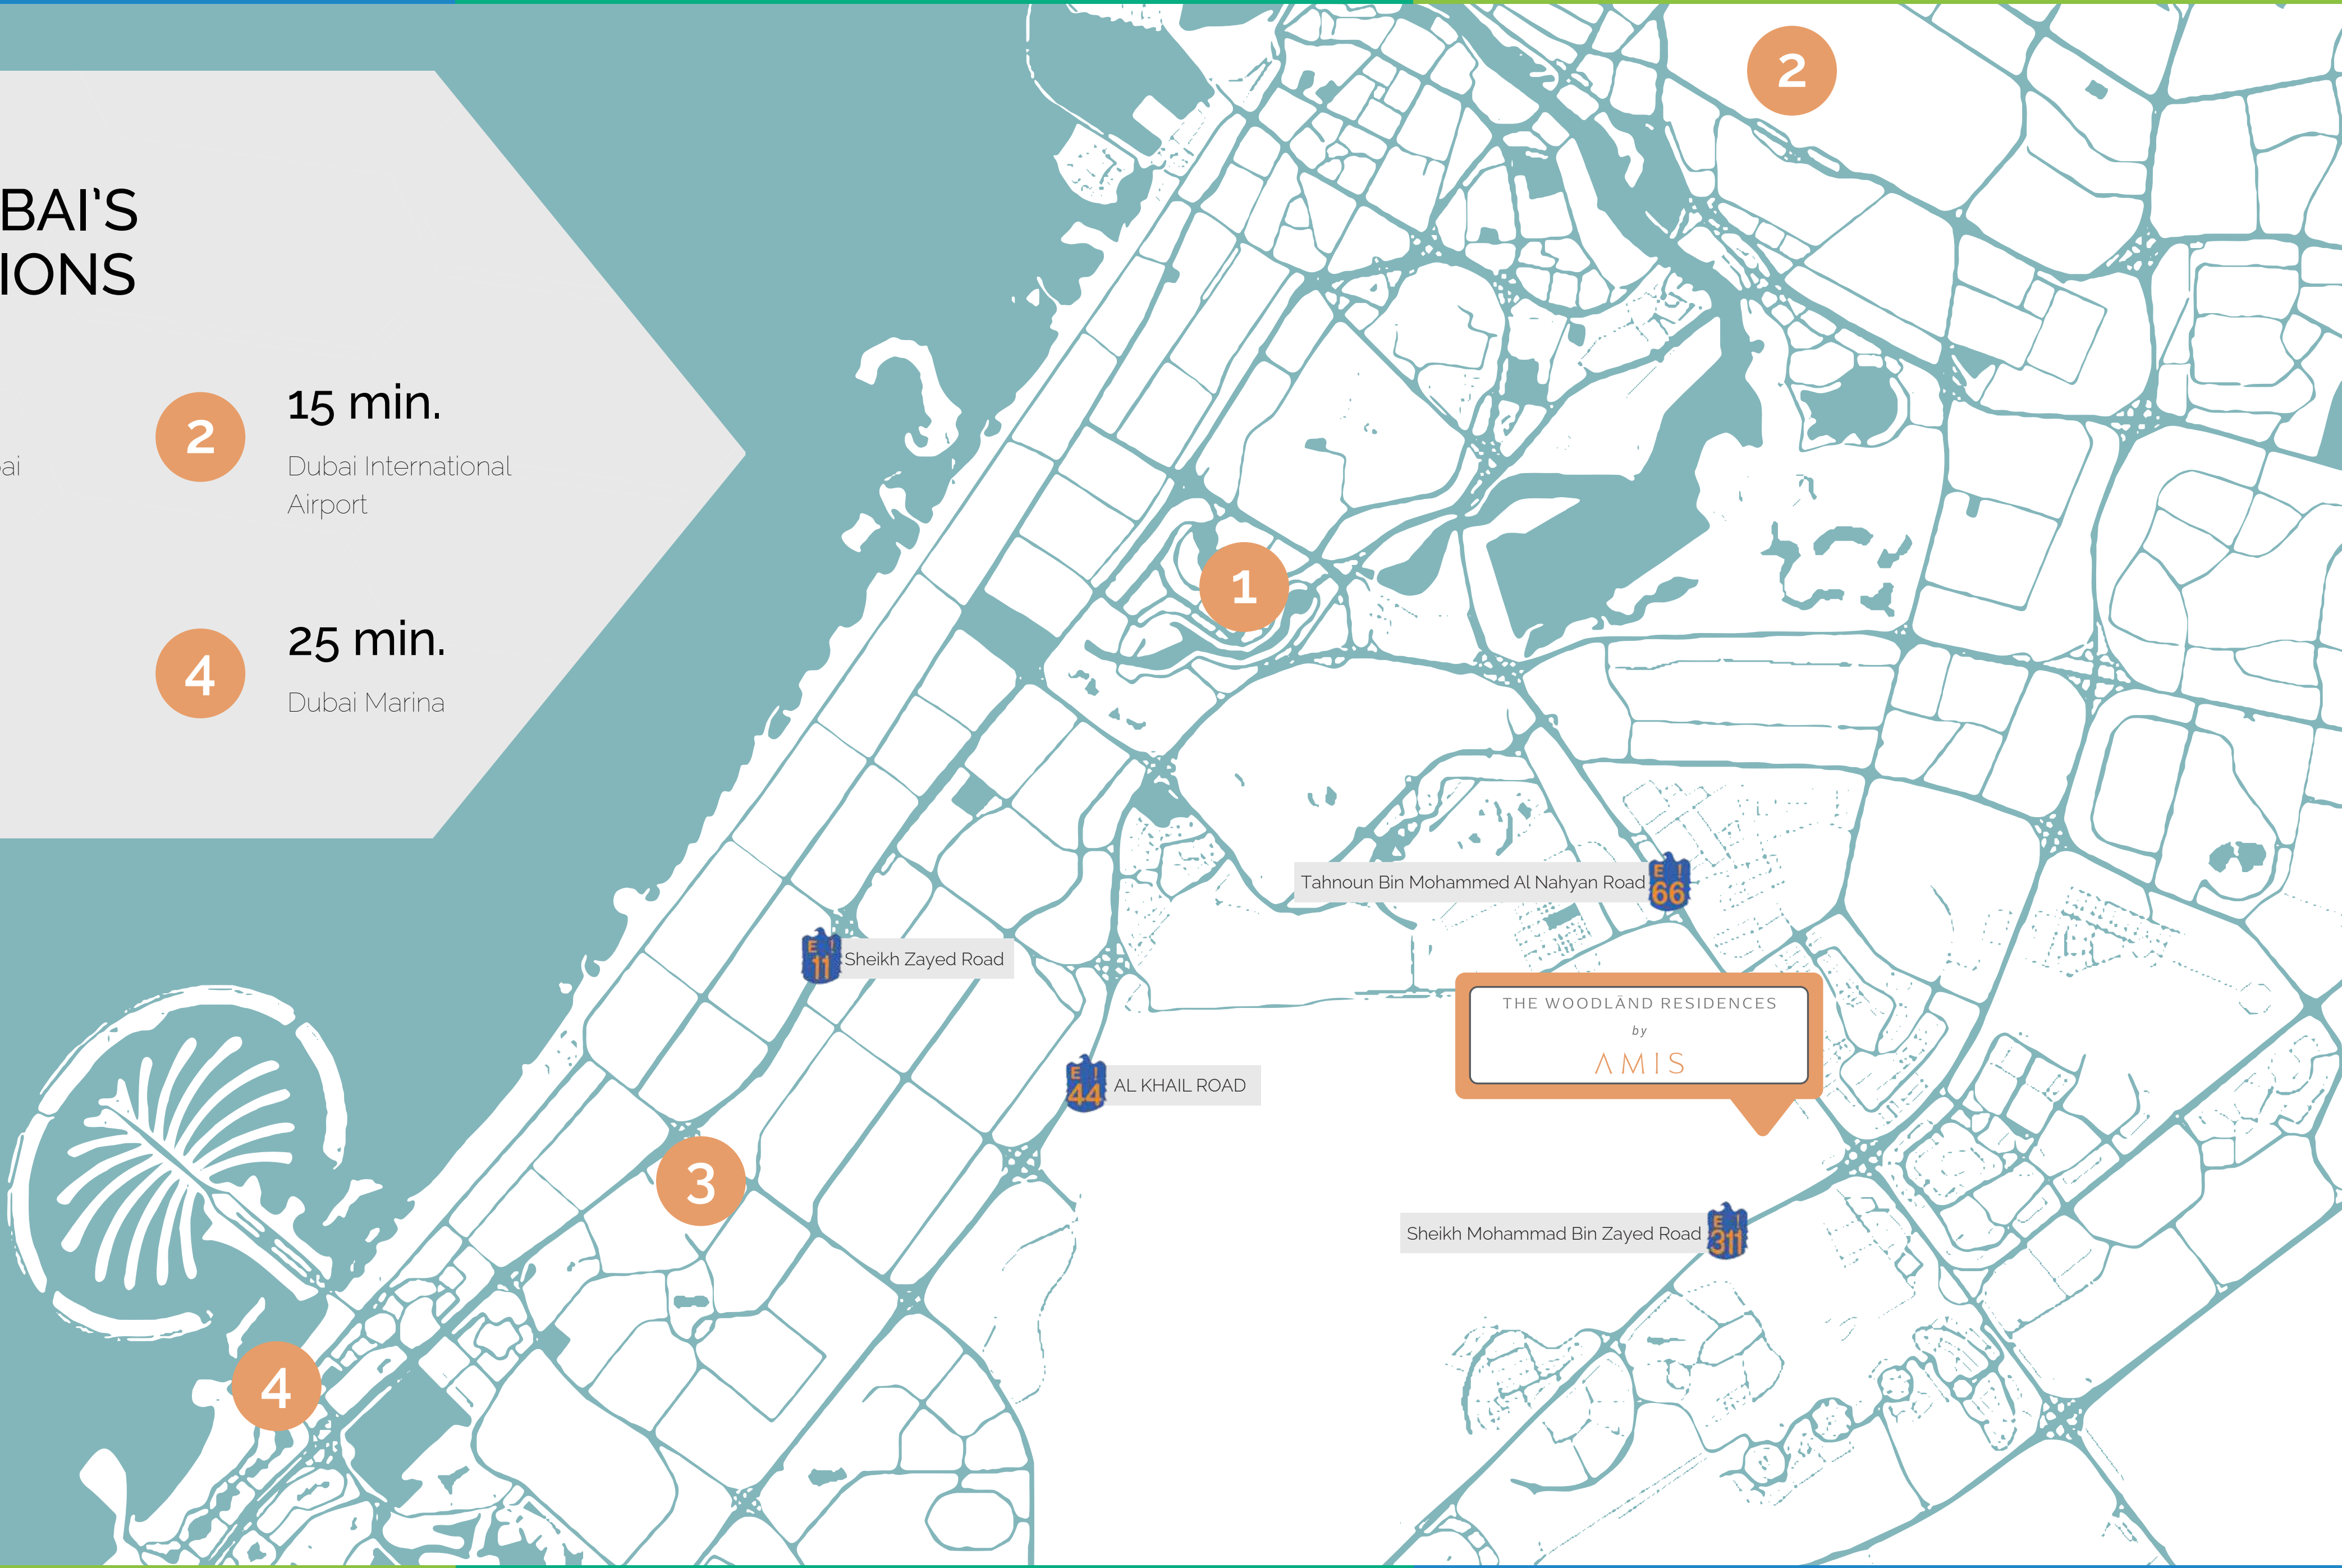 BAI'S
IONS
2
15 min.
ai
Dubai International
Airport
4
25 min.
Dubai Marina
2
1
Tahnoun Bin Mohammed Al Nahyan Road
E
66
E
11
Sheikh Zayed Road
THE WOODLĀND RESIDENCES
by
AMIS
E
44
AL KHAIL ROAD
3
Sheikh Mohammad Bin Zayed Road
E
311
4